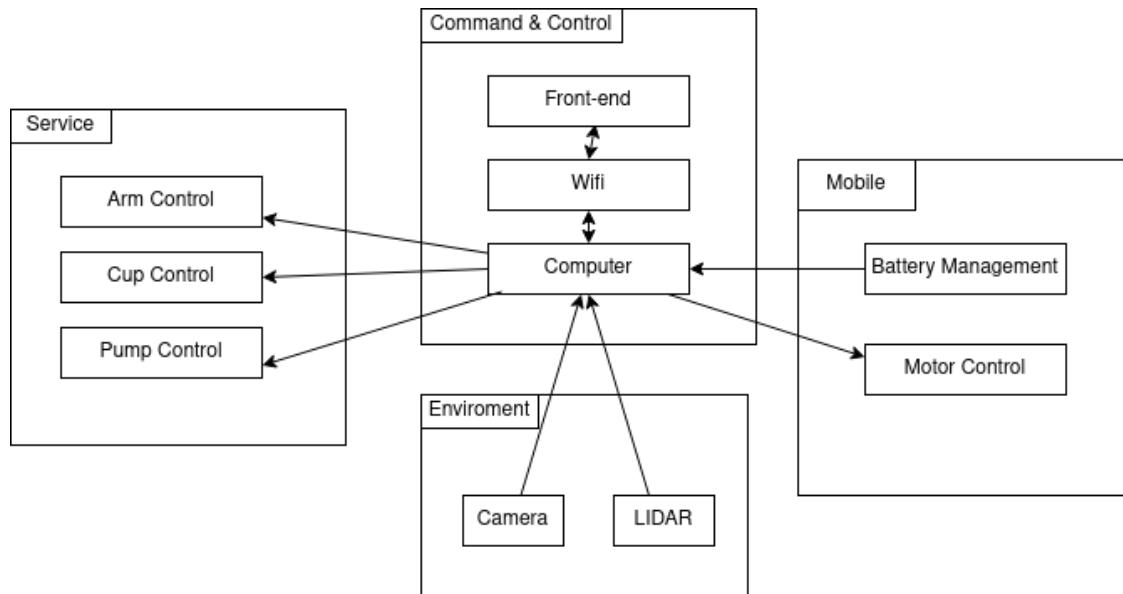 Command & Control
Front-end
Wifi
Computer
Service
Arm Control
Cup Control
Pump Control
Mobile
Battery Management
Motor Control
Enviroment
Camera
LIDAR